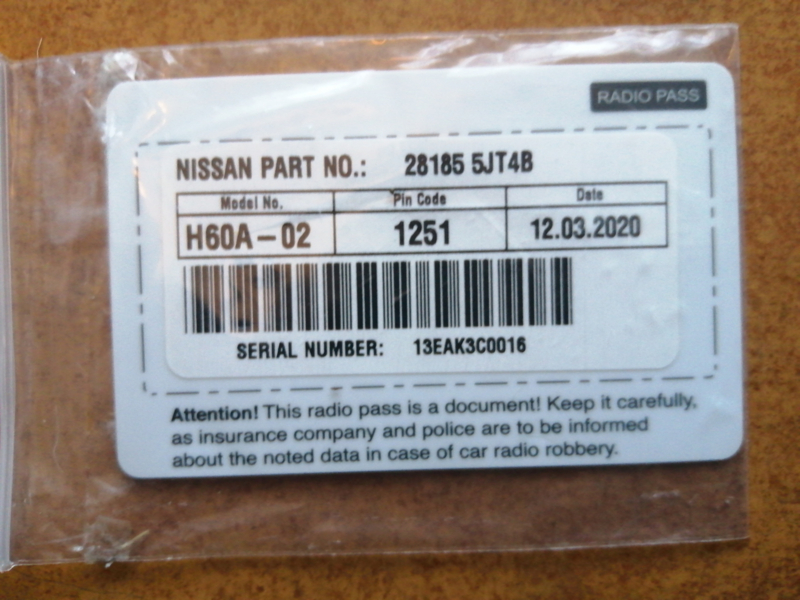 RADIO PASS
NISSAN PART NO.: 28185 5JT4B
Model No. Pin Code Date
H60A-02 1251 12.03.2020
SERIAL NUMBER: 13EAK3C0016
Attention! This radio pass is a document! Keep it carefully,
as insurance company and police are to be informed
about the noted data in case of car radio robbery.